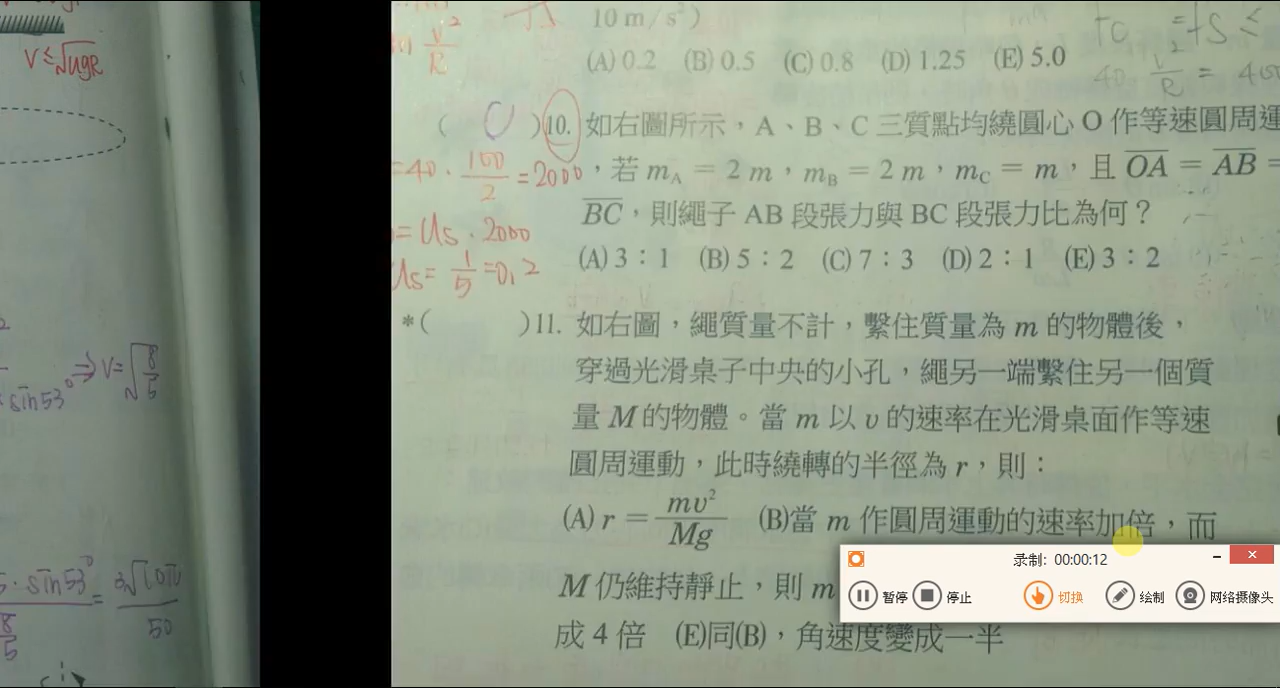 V ≤ √ugR
10 m/s²)
(A) 0.2 (B) 0.5 (C) 0.8 (D) 1.25 (E) 5.0
( )10. 如右圖所示，A、B、C 三質點均繞圓心 O 作等速圓周運
= 40 · 100/2 = 2000
，若 mA = 2 m，mB = 2 m，mC = m，且 OA = AB =
BC，則繩子 AB 段張力與 BC 段張力比為何？
= Us · 2000
(A) 3：1 (B) 5：2 (C) 7：3 (D) 2：1 (E) 3：2
Us = 1/5 = 0.2
*( )11. 如右圖，繩質量不計，繫住質量為 m 的物體後，
穿過光滑桌子中央的小孔，繩另一端繫住另一個質
sin53° ⇒ V = √8/5
量 M 的物體。當 m 以 υ 的速率在光滑桌面作等速
圓周運動，此時繞轉的半徑為 r，則：
(A) r = mυ²/Mg (B)當 m 作圓周運動的速率加倍，而
录制: 00:00:12
M 仍維持靜止，則 m
暂停 停止 切换 绘制 网络摄像头
成 4 倍 (E)同(B)，角速度變成一半